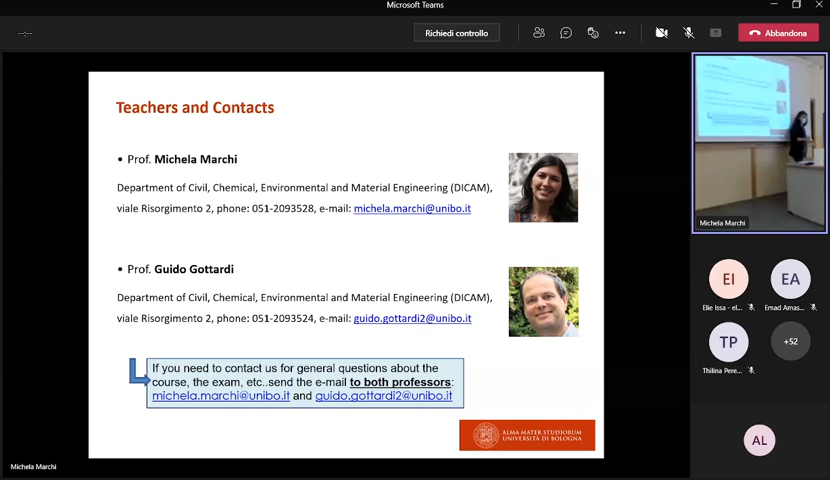 Microsoft Teams
--:--
Richiedi controllo
Abbandona
Teachers and Contacts
• Prof. Michela Marchi
Department of Civil, Chemical, Environmental and Material Engineering (DICAM),
viale Risorgimento 2, phone: 051-2093528, e-mail: michela.marchi@unibo.it
• Prof. Guido Gottardi
Department of Civil, Chemical, Environmental and Material Engineering (DICAM),
viale Risorgimento 2, phone: 051-2093524, e-mail: guido.gottardi2@unibo.it
If you need to contact us for general questions about the
course, the exam, etc..send the e-mail to both professors:
michela.marchi@unibo.it and guido.gottardi2@unibo.it
ALMA MATER STUDIORUM
UNIVERSITÀ DI BOLOGNA
Michela Marchi
Michela Marchi
EI
EA
Elie Issa - el...
Emad Amas...
TP
+52
Thilina Pere...
AL